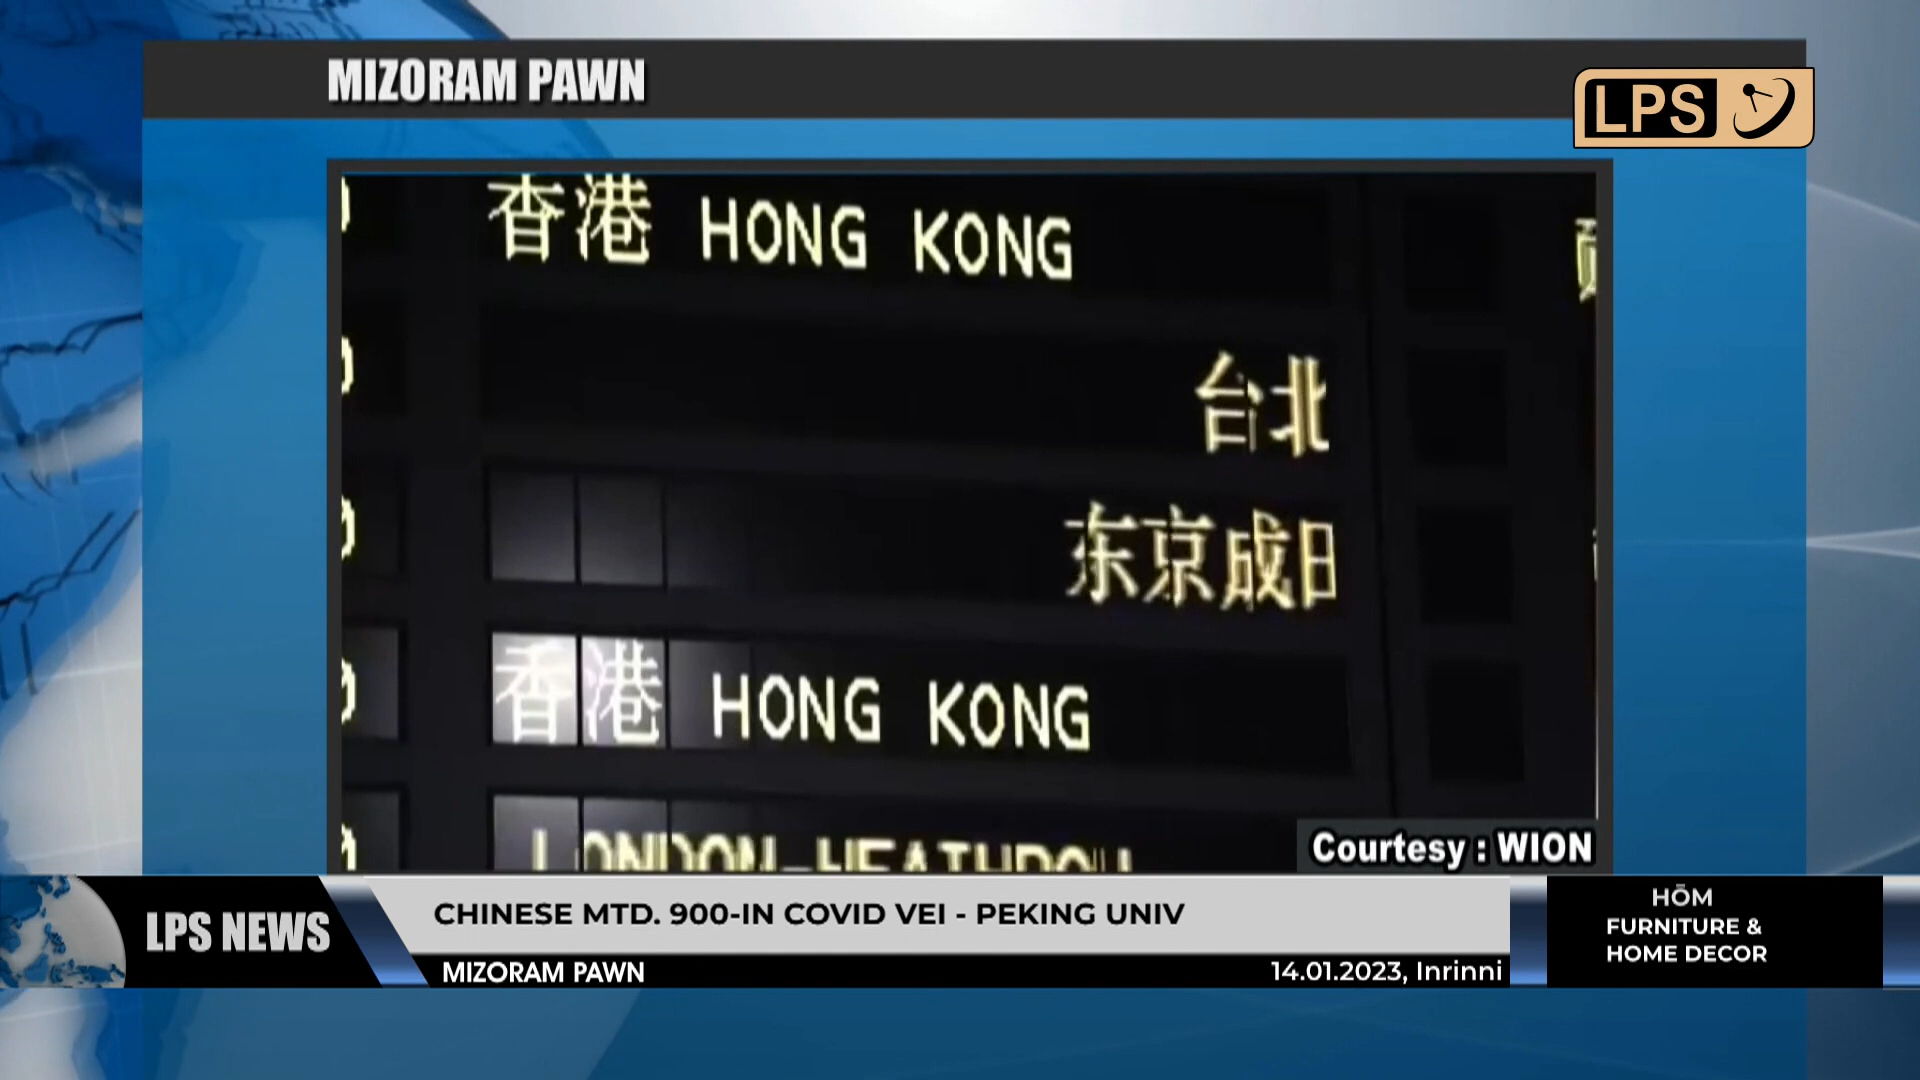 MIZORAM PAWN
LPS
香港 HONG KONG
台北
东京成
香港 HONG KONG
LONDON-HEATHROW
Courtesy : WION
LPS NEWS
CHINESE MTD. 900-IN COVID VEI - PEKING UNIV
MIZORAM PAWN
14.01.2023, Inrinni
HŌM
FURNITURE &
HOME DECOR